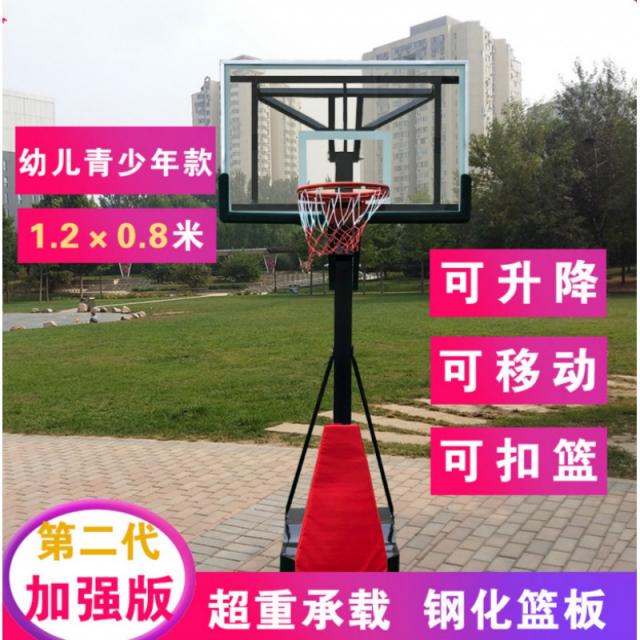 幼儿青少年款
1.2×0.8米
可升降
可移动
可扣篮
第二代
加强版
超重承载 钢化篮板